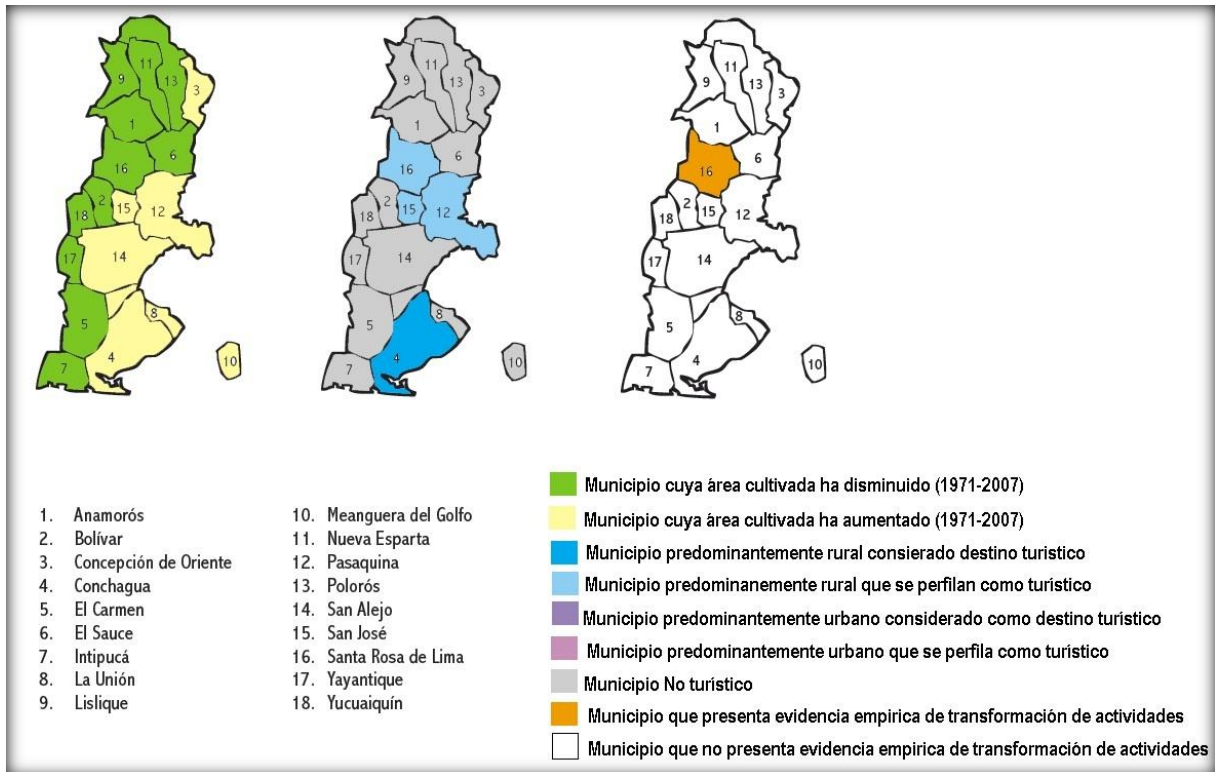 11
9
13
3
1
6
16
2
15
12
18
17
14
5
8
4
7
10
11
9
13
3
1
6
16
2
15
12
18
17
14
5
8
4
7
10
11
9
13
3
1
6
16
2
15
12
18
17
14
5
8
4
7
10
1. Anamorós
2. Bolívar
3. Concepción de Oriente
4. Conchagua
5. El Carmen
6. El Sauce
7. Intipucá
8. La Unión
9. Lislique
10. Meanguera del Golfo
11. Nueva Esparta
12. Pasaquina
13. Polorós
14. San Alejo
15. San José
16. Santa Rosa de Lima
17. Yayantique
18. Yucuaiquín
Municipio cuya área cultivada ha disminuido (1971-2007)
Municipio cuya área cultivada ha aumentado (1971-2007)
Municipio predominantemente rural consierado destino turistico
Municipio predominanemente rural que se perfilan como turístico
Municipio predominantemente urbano considerado como destino turístico
Municipio predominantemente urbano que se perfila como turístico
Municipio No turístico
Municipio que presenta evidencia empirica de transformación de actividades
Municipio que no presenta evidencia empirica de transformación de actividades